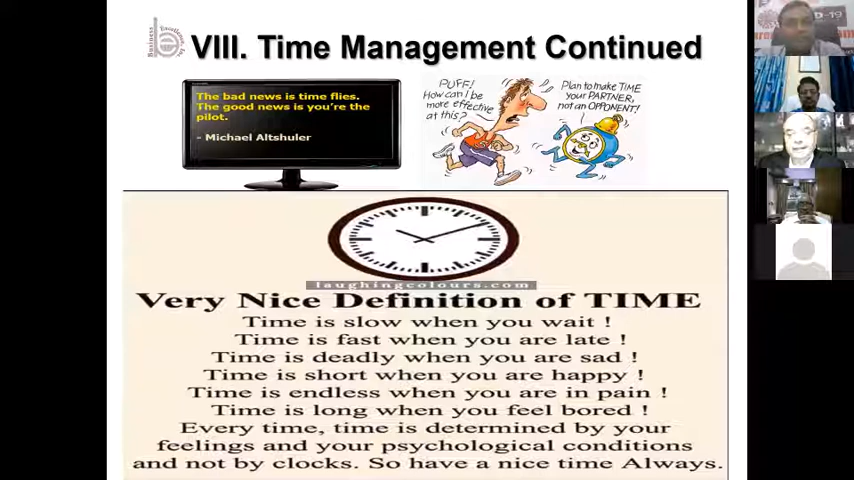 Business Excellence, Inc.
VIII. Time Management Continued
The bad news is time flies.
The good news is you're the
pilot.
- Michael Altshuler
PUFF!
How can I be
more effective
at this?
Plan to make TIME
your PARTNER,
not an OPPONENT!
laughingcolours.com
Very Nice Definition of TIME
Time is slow when you wait !
Time is fast when you are late !
Time is deadly when you are sad !
Time is short when you are happy !
Time is endless when you are in pain !
Time is long when you feel bored !
Every time, time is determined by your
feelings and your psychological conditions
and not by clocks. So have a nice time Always.
D-19